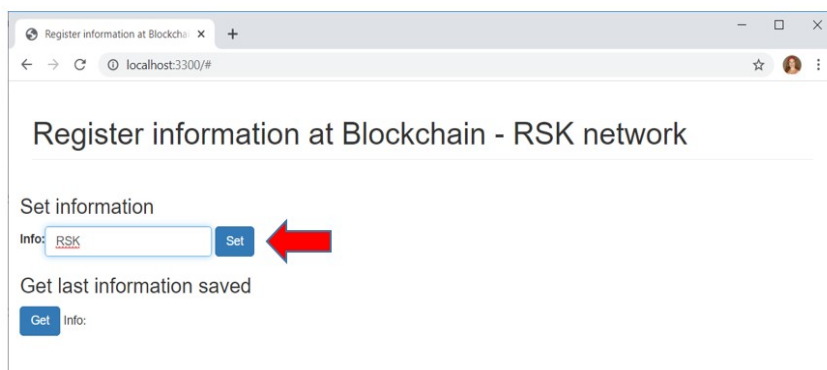 Register information at Blockchai
localhost:3300/#
Register information at Blockchain - RSK network
Set information
Info: RSK Set
Get last information saved
Get Info: